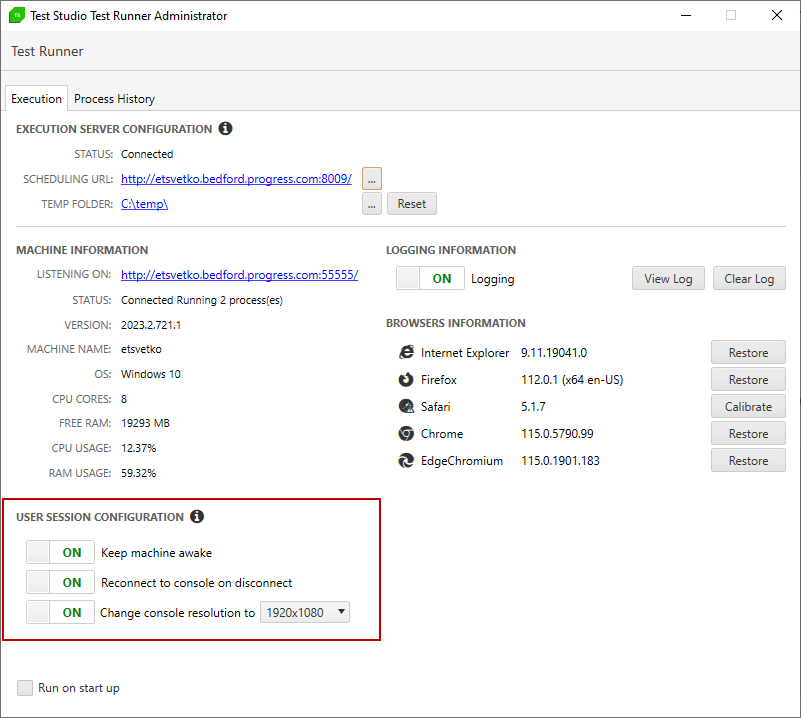 Test Studio Test Runner Administrator
Test Runner
Execution Process History
EXECUTION SERVER CONFIGURATION
STATUS: Connected
SCHEDULING URL: http://etsvetko.bedford.progress.com:8009/ ...
TEMP FOLDER: C:\temp\ ... Reset
MACHINE INFORMATION
LISTENING ON: http://etsvetko.bedford.progress.com:55555/
STATUS: Connected Running 2 process(es)
VERSION: 2023.2.721.1
MACHINE NAME: etsvetko
OS: Windows 10
CPU CORES: 8
FREE RAM: 19293 MB
CPU USAGE: 12.37%
RAM USAGE: 59.32%
LOGGING INFORMATION
ON Logging View Log Clear Log
BROWSERS INFORMATION
Internet Explorer 9.11.19041.0 Restore
Firefox 112.0.1 (x64 en-US) Restore
Safari 5.1.7 Calibrate
Chrome 115.0.5790.99 Restore
EdgeChromium 115.0.1901.183 Restore
USER SESSION CONFIGURATION
ON Keep machine awake
ON Reconnect to console on disconnect
ON Change console resolution to 1920x1080
Run on start up